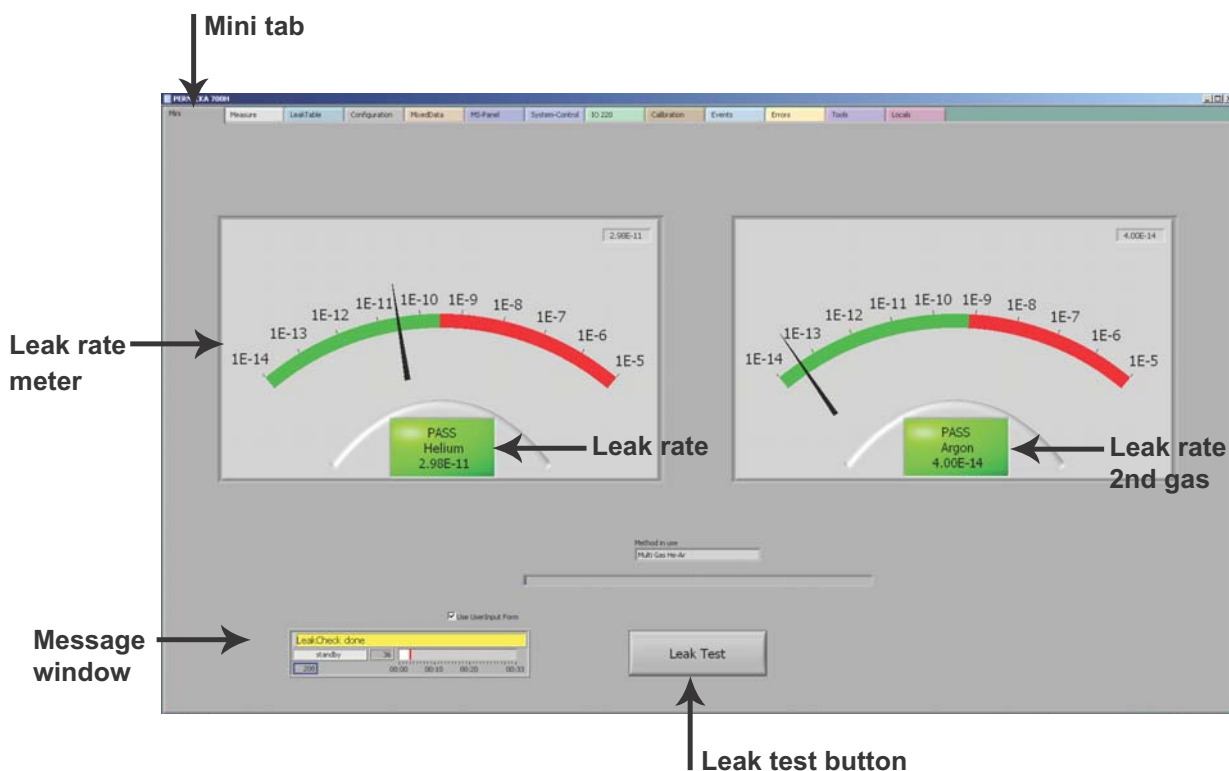 Mini tab
PERNICKA 700H
Mini Measure LeakTable Configuration MixedData MS-Panel System-Control IO 220 Calibration Events Errors Tools Locals
2.98E-11
1E-14 1E-13 1E-12 1E-11 1E-10 1E-9 1E-8 1E-7 1E-6 1E-5
PASS
Helium
2.98E-11
4.00E-14
1E-14 1E-13 1E-12 1E-11 1E-10 1E-9 1E-8 1E-7 1E-6 1E-5
PASS
Argon
4.00E-14
Leak rate
meter
Leak rate
Leak rate
2nd gas
Method in use
Multi Gas He-Ar
Use UserInput Form
LeakCheck done
standby 36
200 00:00 00:10 00:20 00:33
Message
window
Leak Test
Leak test button